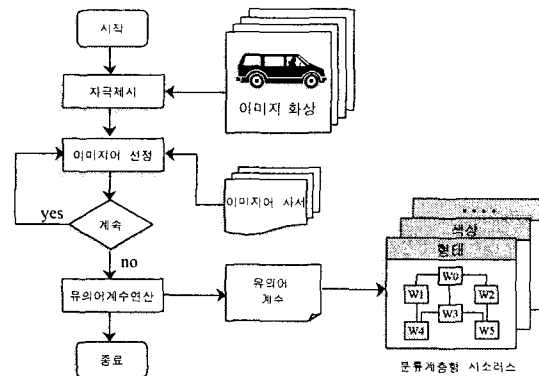 시작
자극제시
이미지 화상
이미지어 선정
이미지어 사서
yes
계속
no
유의어계수연산
유의어
계수
종료
....
색상
형태
W0
W1
W2
W3
W4
W5
분류계층형 시소러스